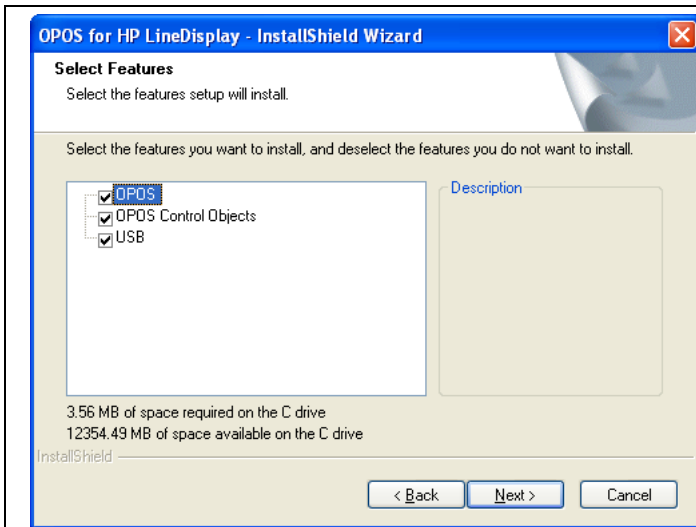 OPOS for HP LineDisplay - InstallShield Wizard
Select Features
Select the features setup will install.
Select the features you want to install, and deselect the features you do not want to install.
OPOS
OPOS Control Objects
USB
Description
3.56 MB of space required on the C drive
12354.49 MB of space available on the C drive
InstallShield
< Back
Next >
Cancel